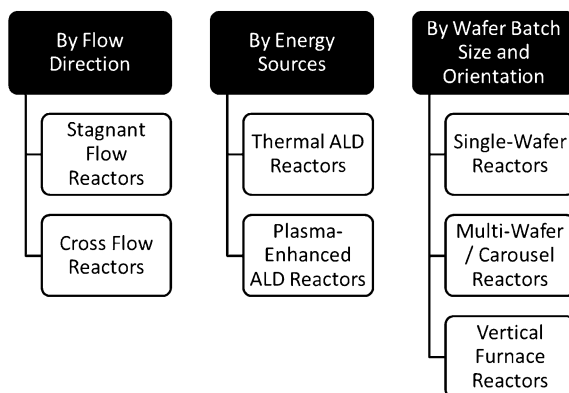 By Flow
Direction
Stagnant
Flow
Reactors
Cross Flow
Reactors
By Energy
Sources
Thermal ALD
Reactors
Plasma-
Enhanced
ALD Reactors
By Wafer Batch
Size and
Orientation
Single-Wafer
Reactors
Multi-Wafer
/ Carousel
Reactors
Vertical
Furnace
Reactors